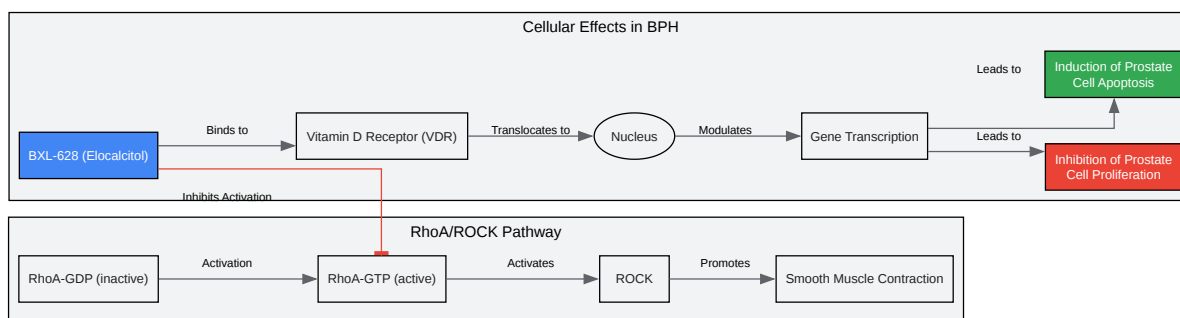 Cellular Effects in BPH
Leads to
Induction of Prostate
Cell Apoptosis
BXL-628 (Elocalcitol)
Binds to
Vitamin D Receptor (VDR)
Translocates to
Nucleus
Modulates
Gene Transcription
Leads to
Inhibition of Prostate
Cell Proliferation
Inhibits Activation
RhoA/ROCK Pathway
RhoA-GDP (inactive)
Activation
RhoA-GTP (active)
Activates
ROCK
Promotes
Smooth Muscle Contraction